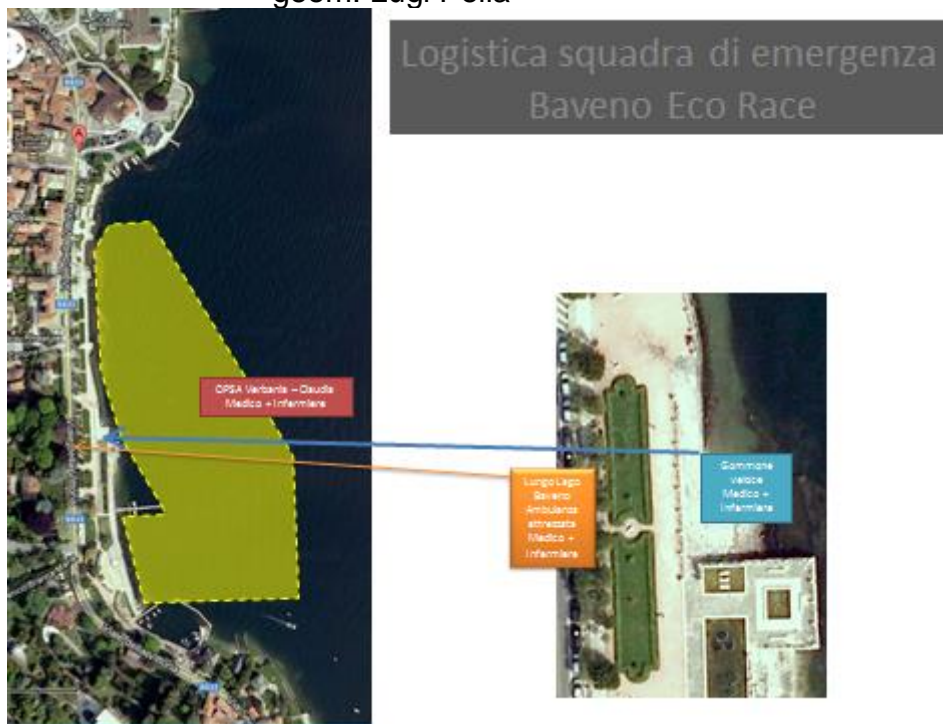 Logistica squadra di emergenza
Baveno Eco Race
A
OPSA Verbania – Claudia
Medico + Infermiere
Lungo Lago
Baveno
Ambulanza
attrezzata
Medico +
Infermiere
Gommone
veloce
Medico +
Infermiere